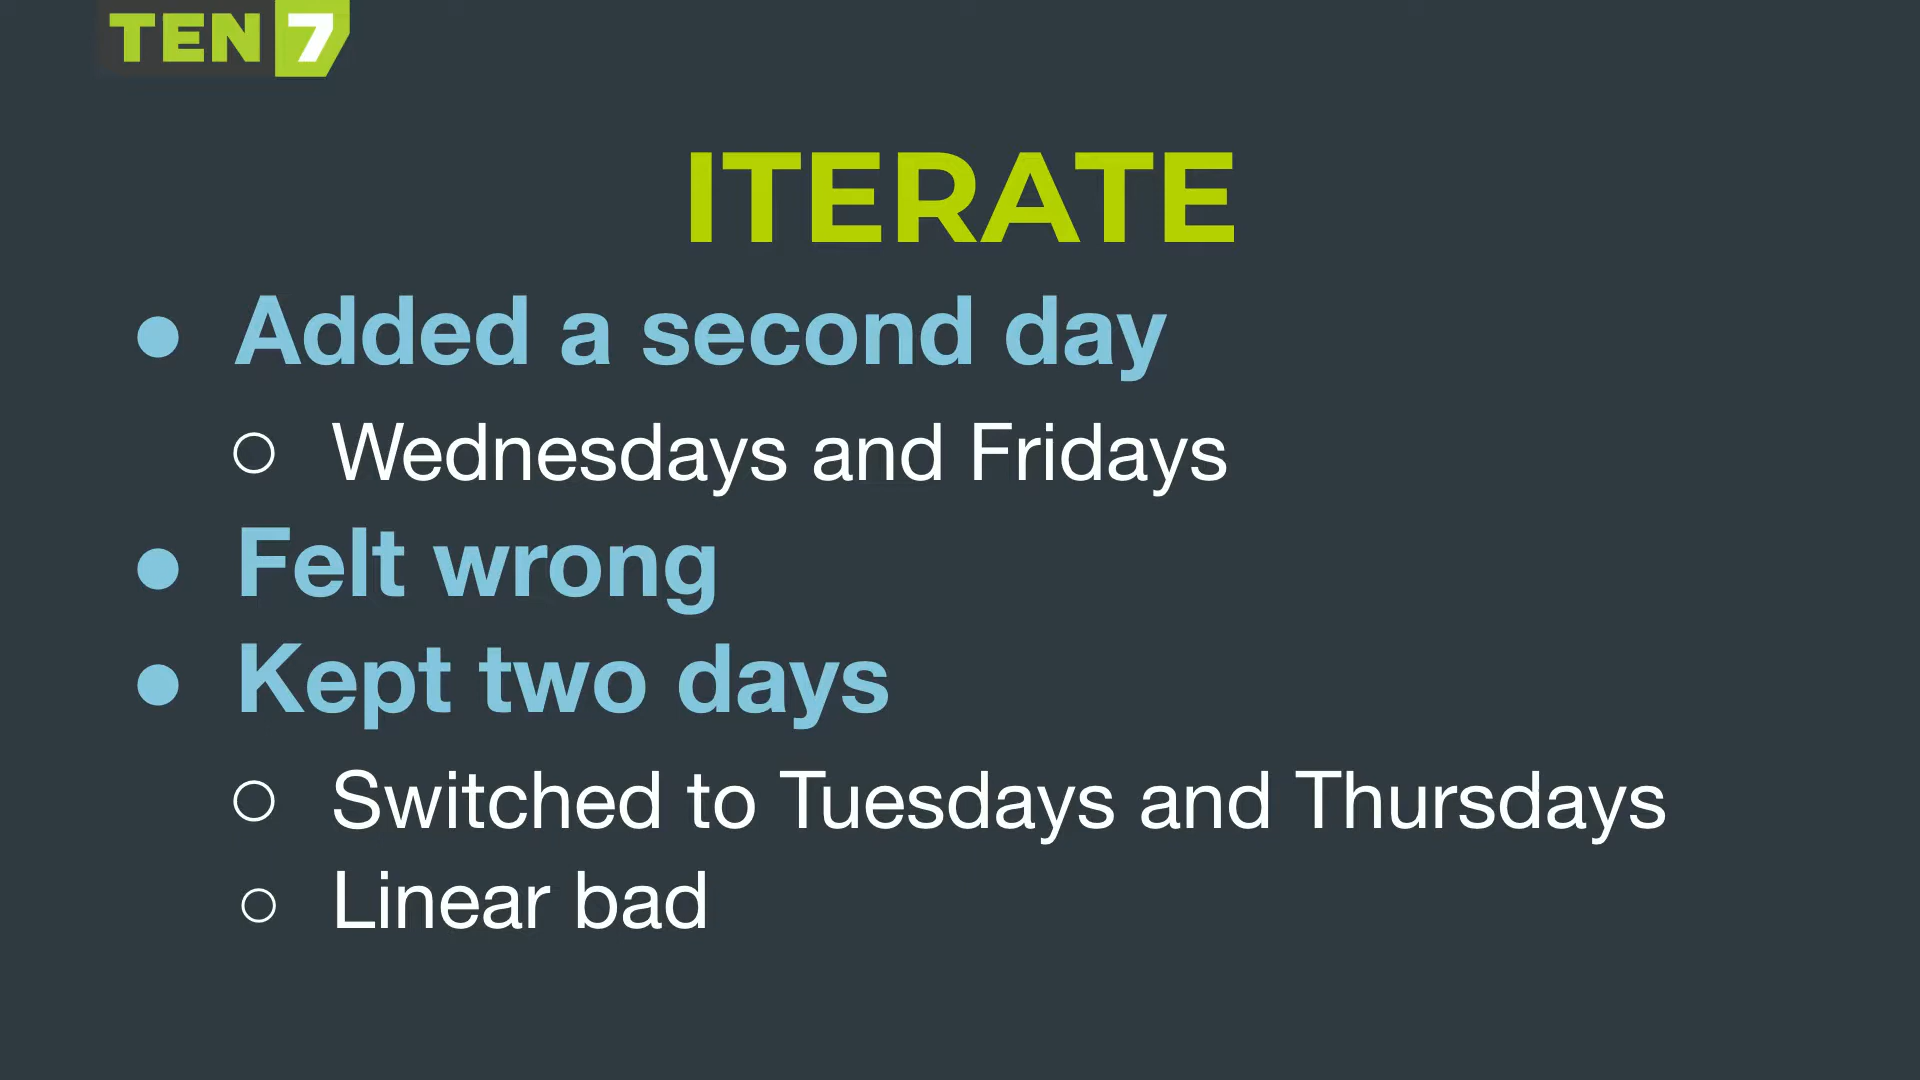 TEN7
ITERATE
● Added a second day
○ Wednesdays and Fridays
● Felt wrong
● Kept two days
○ Switched to Tuesdays and Thursdays
○ Linear bad